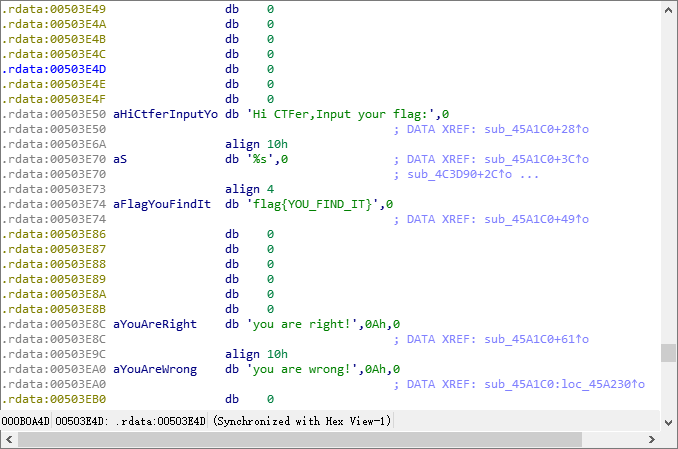 .rdata:00503E49 db 0
.rdata:00503E4A db 0
.rdata:00503E4B db 0
.rdata:00503E4C db 0
.rdata:00503E4D db 0
.rdata:00503E4E db 0
.rdata:00503E4F db 0
.rdata:00503E50 aHiCtferInputYo db 'Hi CTFer,Input your flag:',0
.rdata:00503E50 ; DATA XREF: sub_45A1C0+28↑o
.rdata:00503E6A align 10h
.rdata:00503E70 aS db '%s',0 ; DATA XREF: sub_45A1C0+3C↑o
.rdata:00503E70 ; sub_4C3D90+2C↑o ...
.rdata:00503E73 align 4
.rdata:00503E74 aFlagYouFindIt db 'flag{YOU_FIND_IT}',0
.rdata:00503E74 ; DATA XREF: sub_45A1C0+49↑o
.rdata:00503E86 db 0
.rdata:00503E87 db 0
.rdata:00503E88 db 0
.rdata:00503E89 db 0
.rdata:00503E8A db 0
.rdata:00503E8B db 0
.rdata:00503E8C aYouAreRight db 'you are right!',0Ah,0
.rdata:00503E8C ; DATA XREF: sub_45A1C0+61↑o
.rdata:00503E9C align 10h
.rdata:00503EA0 aYouAreWrong db 'you are wrong!',0Ah,0
.rdata:00503EA0 ; DATA XREF: sub_45A1C0:loc_45A230↑o
.rdata:00503EB0 db 0
000B0A4D 00503E4D: .rdata:00503E4D (Synchronized with Hex View-1)